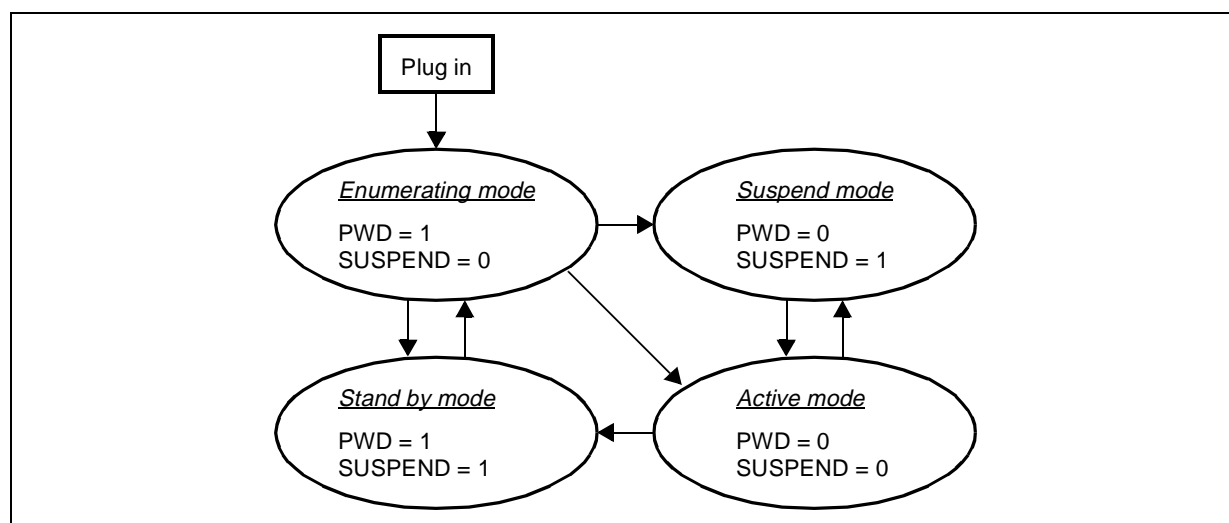 Plug in
Enumerating mode
PWD = 1
SUSPEND = 0
Suspend mode
PWD = 0
SUSPEND = 1
Stand by mode
PWD = 1
SUSPEND = 1
Active mode
PWD = 0
SUSPEND = 0